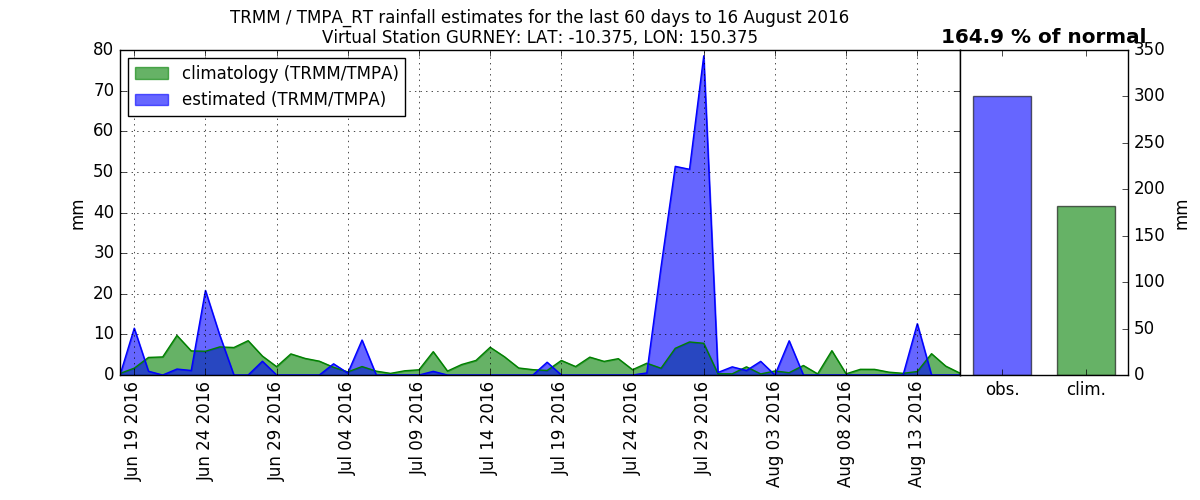 TRMM / TMPA_RT rainfall estimates for the last 60 days to 16 August 2016
Virtual Station GURNEY: LAT: -10.375, LON: 150.375
164.9 % of normal
climatology (TRMM/TMPA)
estimated (TRMM/TMPA)
mm
80
70
60
50
40
30
20
10
0
Jun 19 2016
Jun 24 2016
Jun 29 2016
Jul 04 2016
Jul 09 2016
Jul 14 2016
Jul 19 2016
Jul 24 2016
Jul 29 2016
Aug 03 2016
Aug 08 2016
Aug 13 2016
350
300
250
200
150
100
50
0
mm
obs.
clim.